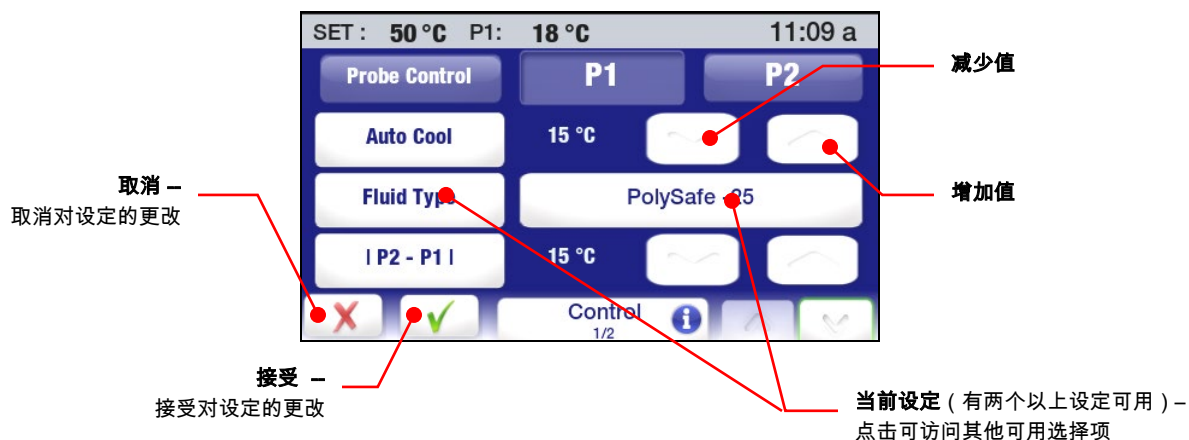 SET : 50 °C P1: 18 °C 11:09 a
Probe Control P1 P2
减少值
Auto Cool 15 °C
取消 –
取消对设定的更改
Fluid Type PolySafe -25
增加值
I P2 - P1 I 15 °C
Control
1/2
接受 –
接受对设定的更改
当前设定（有两个以上设定可用）–
点击可访问其他可用选择项